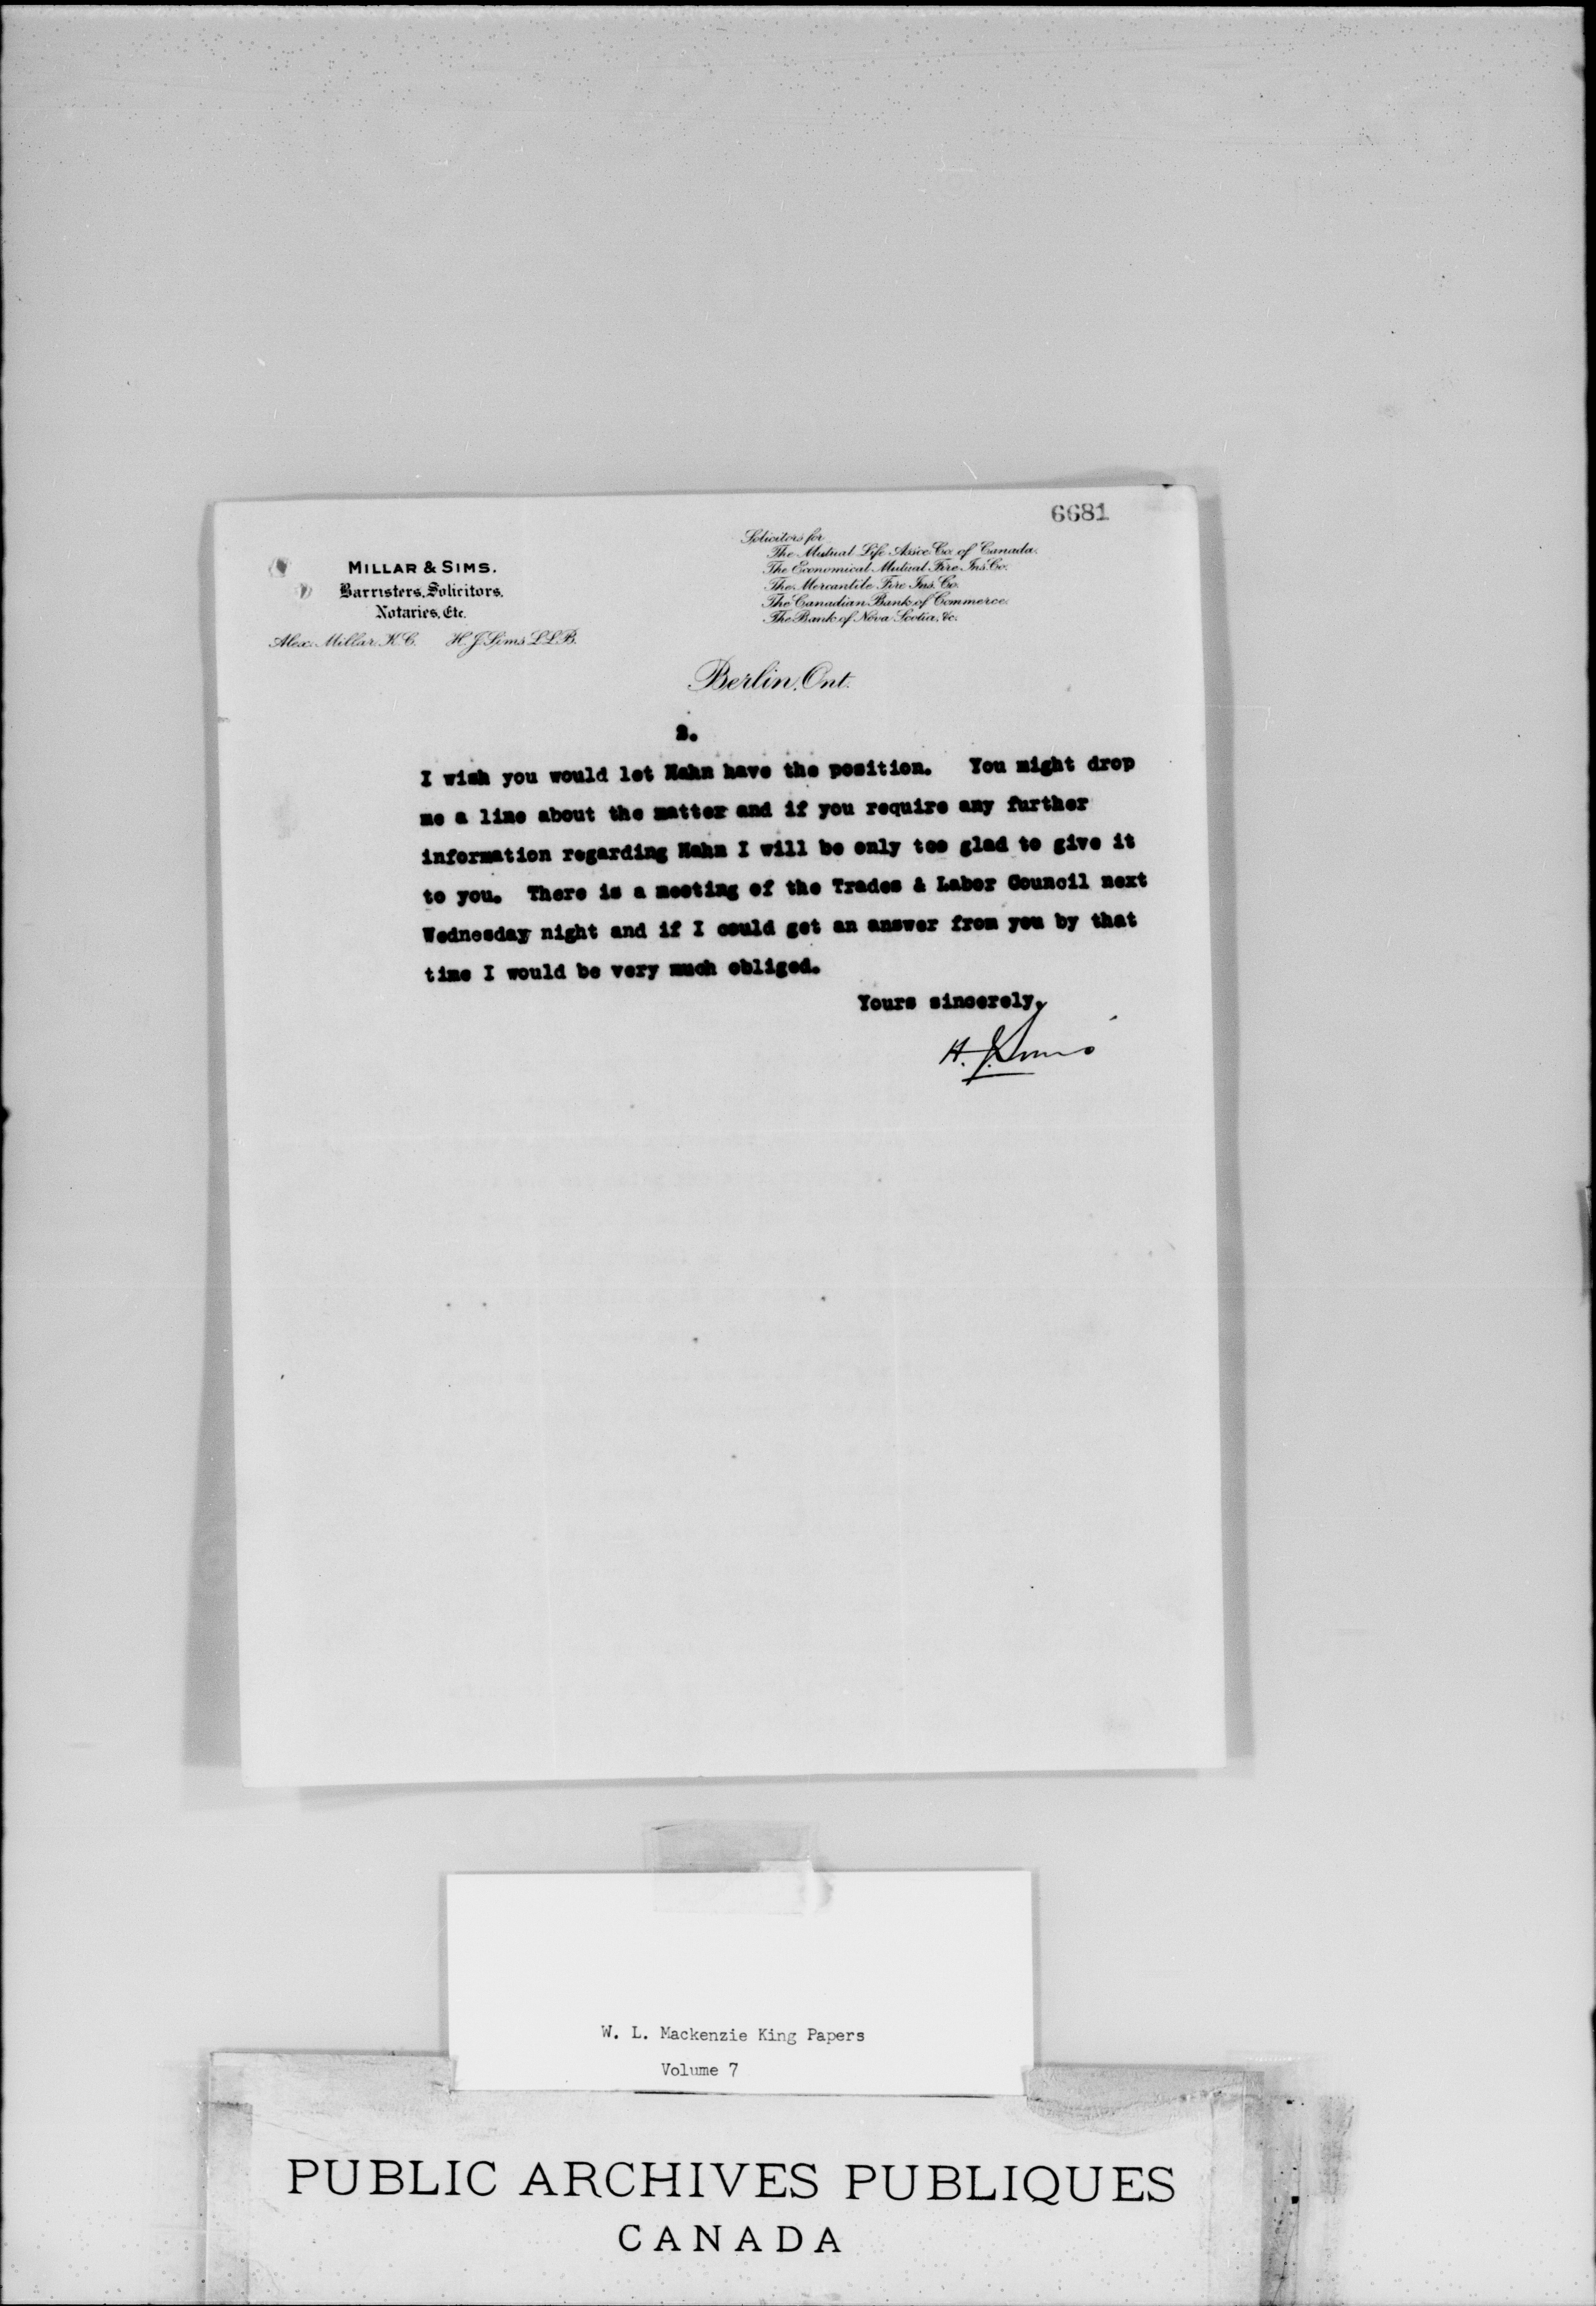 6681
MILLAR & SIMS.
Barristers, Solicitors,
Notaries, Etc.
Alex. Millar, K.C. H. J. Sims L.L.B.
Solicitors for
The Mutual Life Assce. Co. of Canada.
The Economical Mutual Fire Ins. Co.
The Mercantile Fire Ins. Co.
The Canadian Bank of Commerce.
The Bank of Nova Scotia, &c.
Berlin, Ont.
2.
I wish you would let Hahn have the position. You might drop
me a line about the matter and if you require any further
information regarding Hahn I will be only too glad to give it
to you. There is a meeting of the Trades & Labor Council next
Wednesday night and if I could get an answer from you by that
time I would be very much obliged.
Yours sincerely,
H. J. Sims
W. L. Mackenzie King Papers
Volume 7
PUBLIC ARCHIVES PUBLIQUES
CANADA